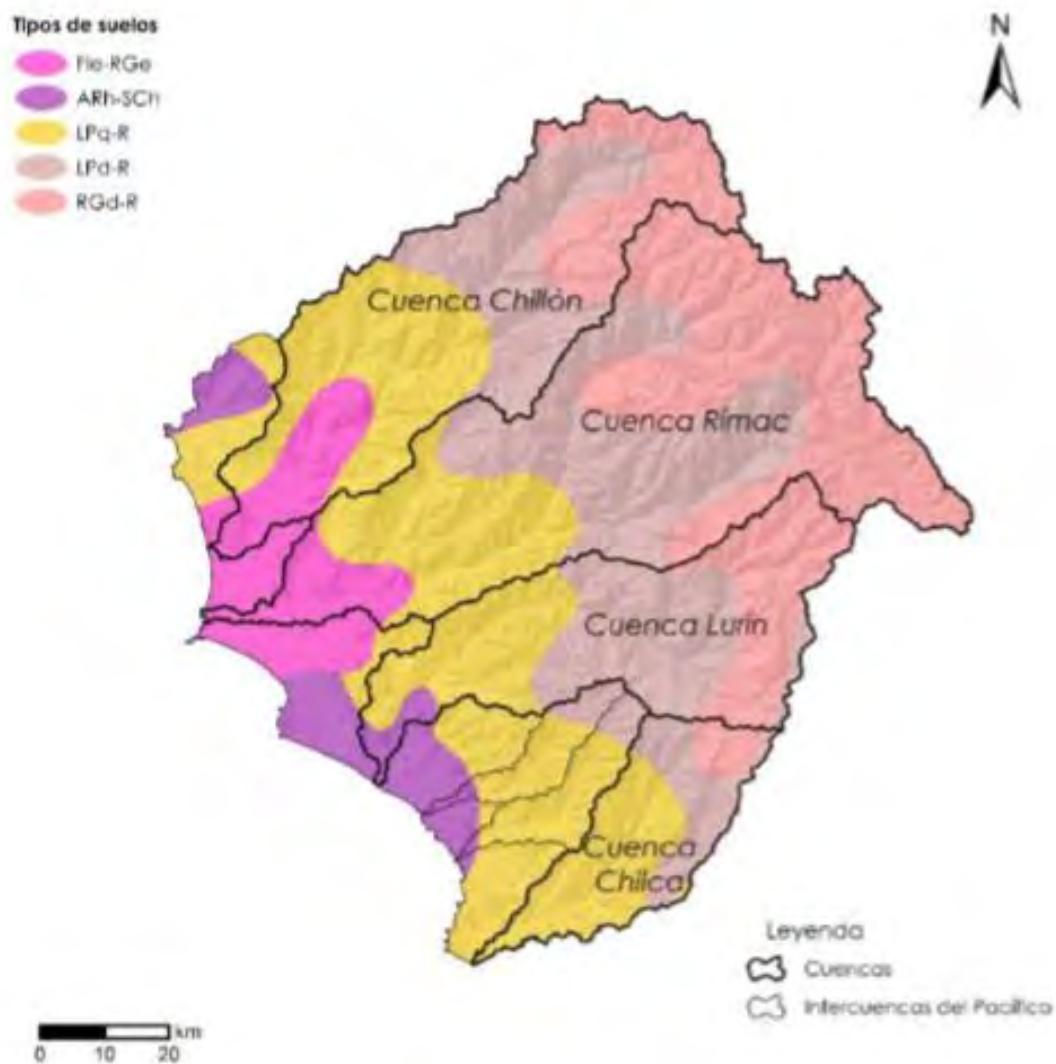 Tipos de suelos
Fle-RGe
ARh-SCh
LPq-R
LPd-R
RGd-R
N
Cuenca Chillón
Cuenca Rímac
Cuenca Lurín
Cuenca
Chilca
Leyenda
Cuencas
Intercuencas del Pacífico
km
0 10 20